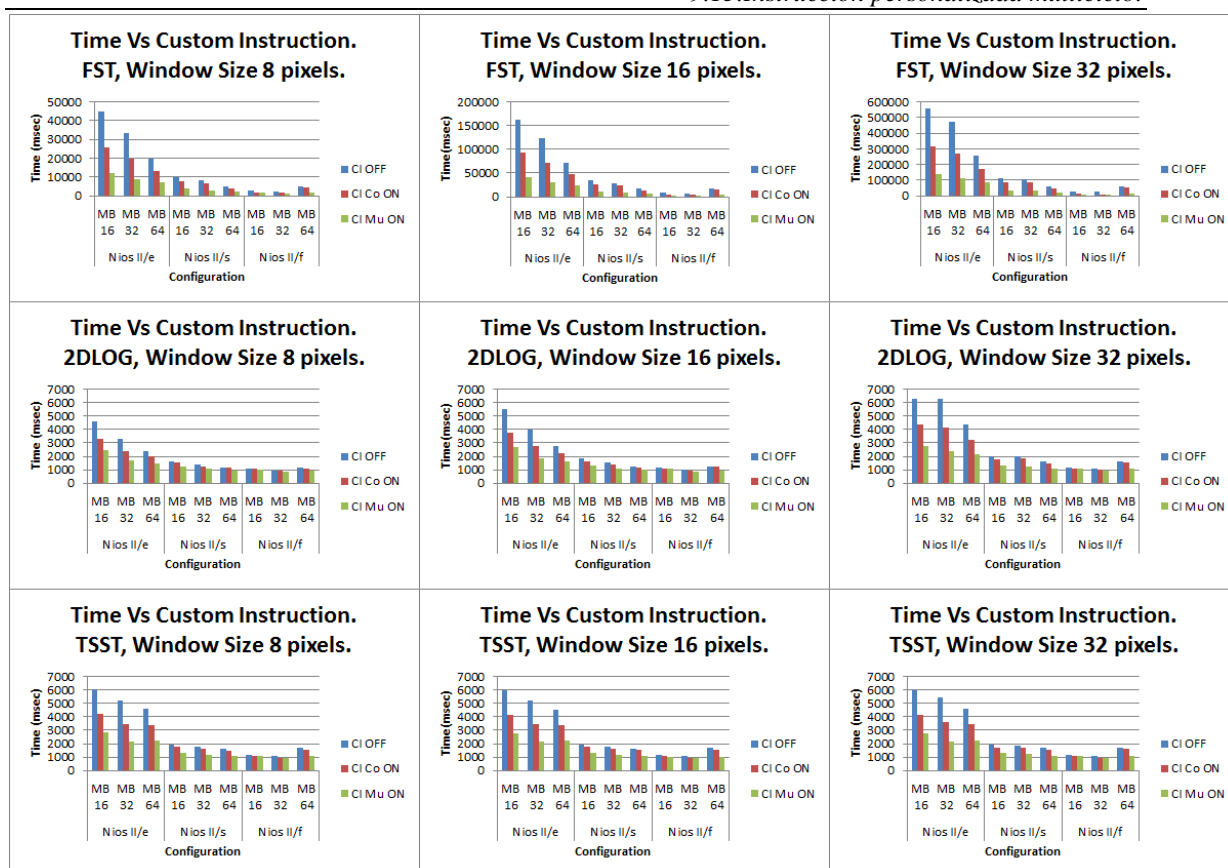 9.15.Instrucción personalizada multiciclo.
Time Vs Custom Instruction.
FST, Window Size 8 pixels.
Time (msec)
50000
40000
30000
20000
10000
0
MB MB MB MB MB MB MB MB MB
16 32 64 16 32 64 16 32 64
Nios II/e Nios II/s Nios II/f
Configuration
CI OFF
CI Co ON
CI Mu ON
Time Vs Custom Instruction.
FST, Window Size 16 pixels.
Time(msec)
200000
150000
100000
50000
0
MB MB MB MB MB MB MB MB MB
16 32 64 16 32 64 16 32 64
Nios II/e Nios II/s Nios II/f
Configuration
CI OFF
CI Co ON
CI Mu ON
Time Vs Custom Instruction.
FST, Window Size 32 pixels.
Time (msec)
600000
500000
400000
300000
200000
100000
0
MB MB MB MB MB MB MB MB MB
16 32 64 16 32 64 16 32 64
Nios II/e Nios II/s Nios II/f
Configuration
CI OFF
CI Co ON
CI Mu ON
Time Vs Custom Instruction.
2DLOG, Window Size 8 pixels.
Time (msec)
7000
6000
5000
4000
3000
2000
1000
0
MB MB MB MB MB MB MB MB MB
16 32 64 16 32 64 16 32 64
Nios II/e Nios II/s Nios II/f
Configuration
CI OFF
CI Co ON
CI Mu ON
Time Vs Custom Instruction.
2DLOG, Window Size 16 pixels.
Time (msec)
7000
6000
5000
4000
3000
2000
1000
0
MB MB MB MB MB MB MB MB MB
16 32 64 16 32 64 16 32 64
Nios II/e Nios II/s Nios II/f
Configuration
CI OFF
CI Co ON
CI Mu ON
Time Vs Custom Instruction.
2DLOG, Window Size 32 pixels.
Time (msec)
7000
6000
5000
4000
3000
2000
1000
0
MB MB MB MB MB MB MB MB MB
16 32 64 16 32 64 16 32 64
Nios II/e Nios II/s Nios II/f
Configuration
CI OFF
CI Co ON
CI Mu ON
Time Vs Custom Instruction.
TSST, Window Size 8 pixels.
Time (msec)
7000
6000
5000
4000
3000
2000
1000
0
MB MB MB MB MB MB MB MB MB
16 32 64 16 32 64 16 32 64
Nios II/e Nios II/s Nios II/f
Configuration
CI OFF
CI Co ON
CI Mu ON
Time Vs Custom Instruction.
TSST, Window Size 16 pixels.
Time(msec)
7000
6000
5000
4000
3000
2000
1000
0
MB MB MB MB MB MB MB MB MB
16 32 64 16 32 64 16 32 64
Nios II/e Nios II/s Nios II/f
Configuration
CI OFF
CI Co ON
CI Mu ON
Time Vs Custom Instruction.
TSST, Window Size 32 pixels.
Time (msec)
7000
6000
5000
4000
3000
2000
1000
0
MB MB MB MB MB MB MB MB MB
16 32 64 16 32 64 16 32 64
Nios II/e Nios II/s Nios II/f
Configuration
CI OFF
CI Co ON
CI Mu ON